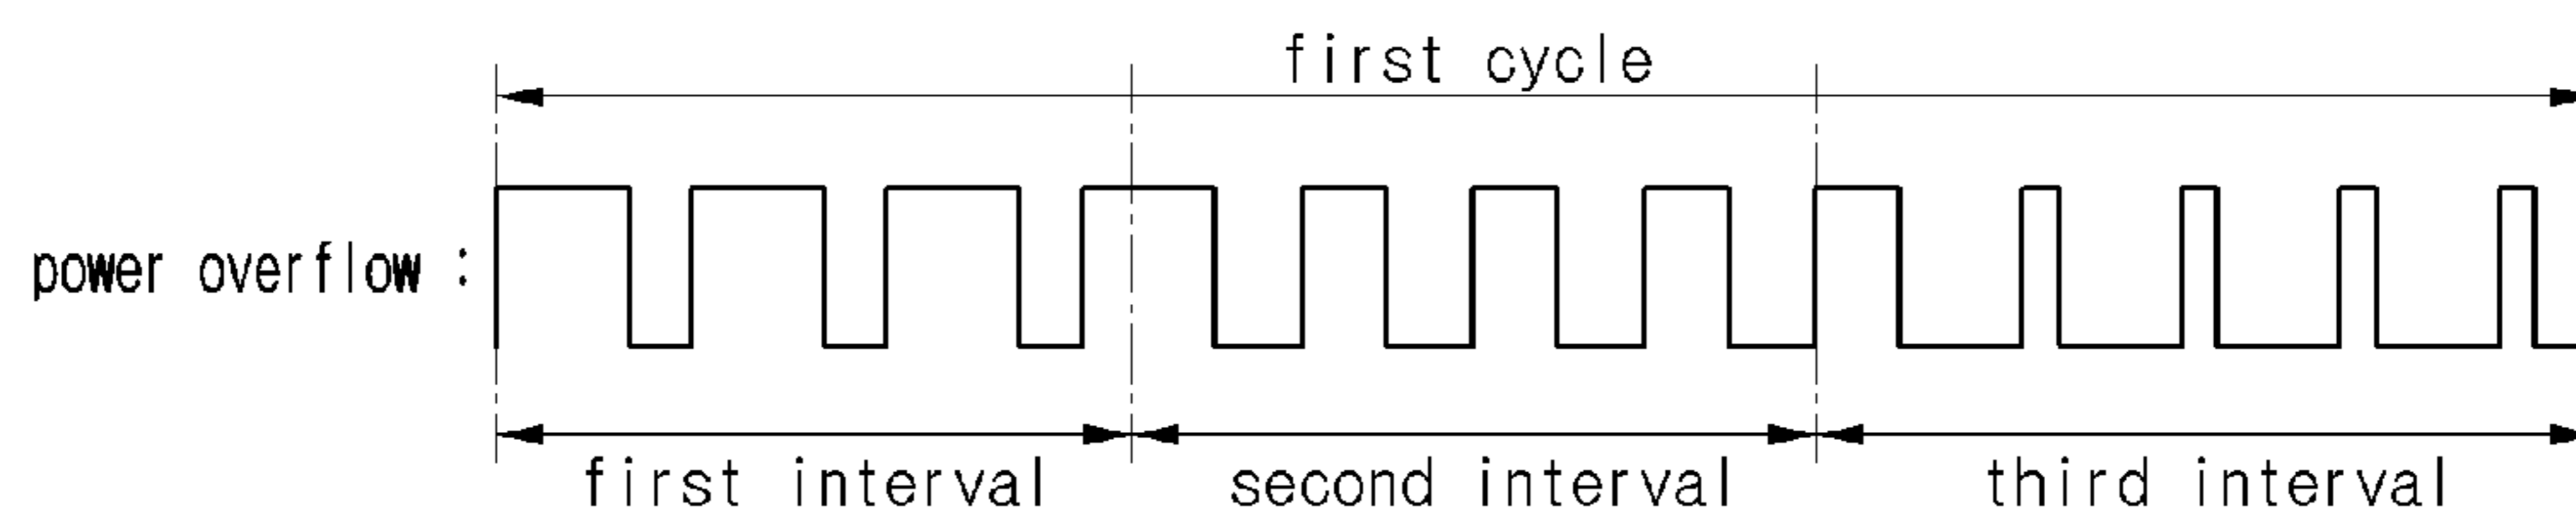 first cycle
power overflow :
first interval second interval third interval